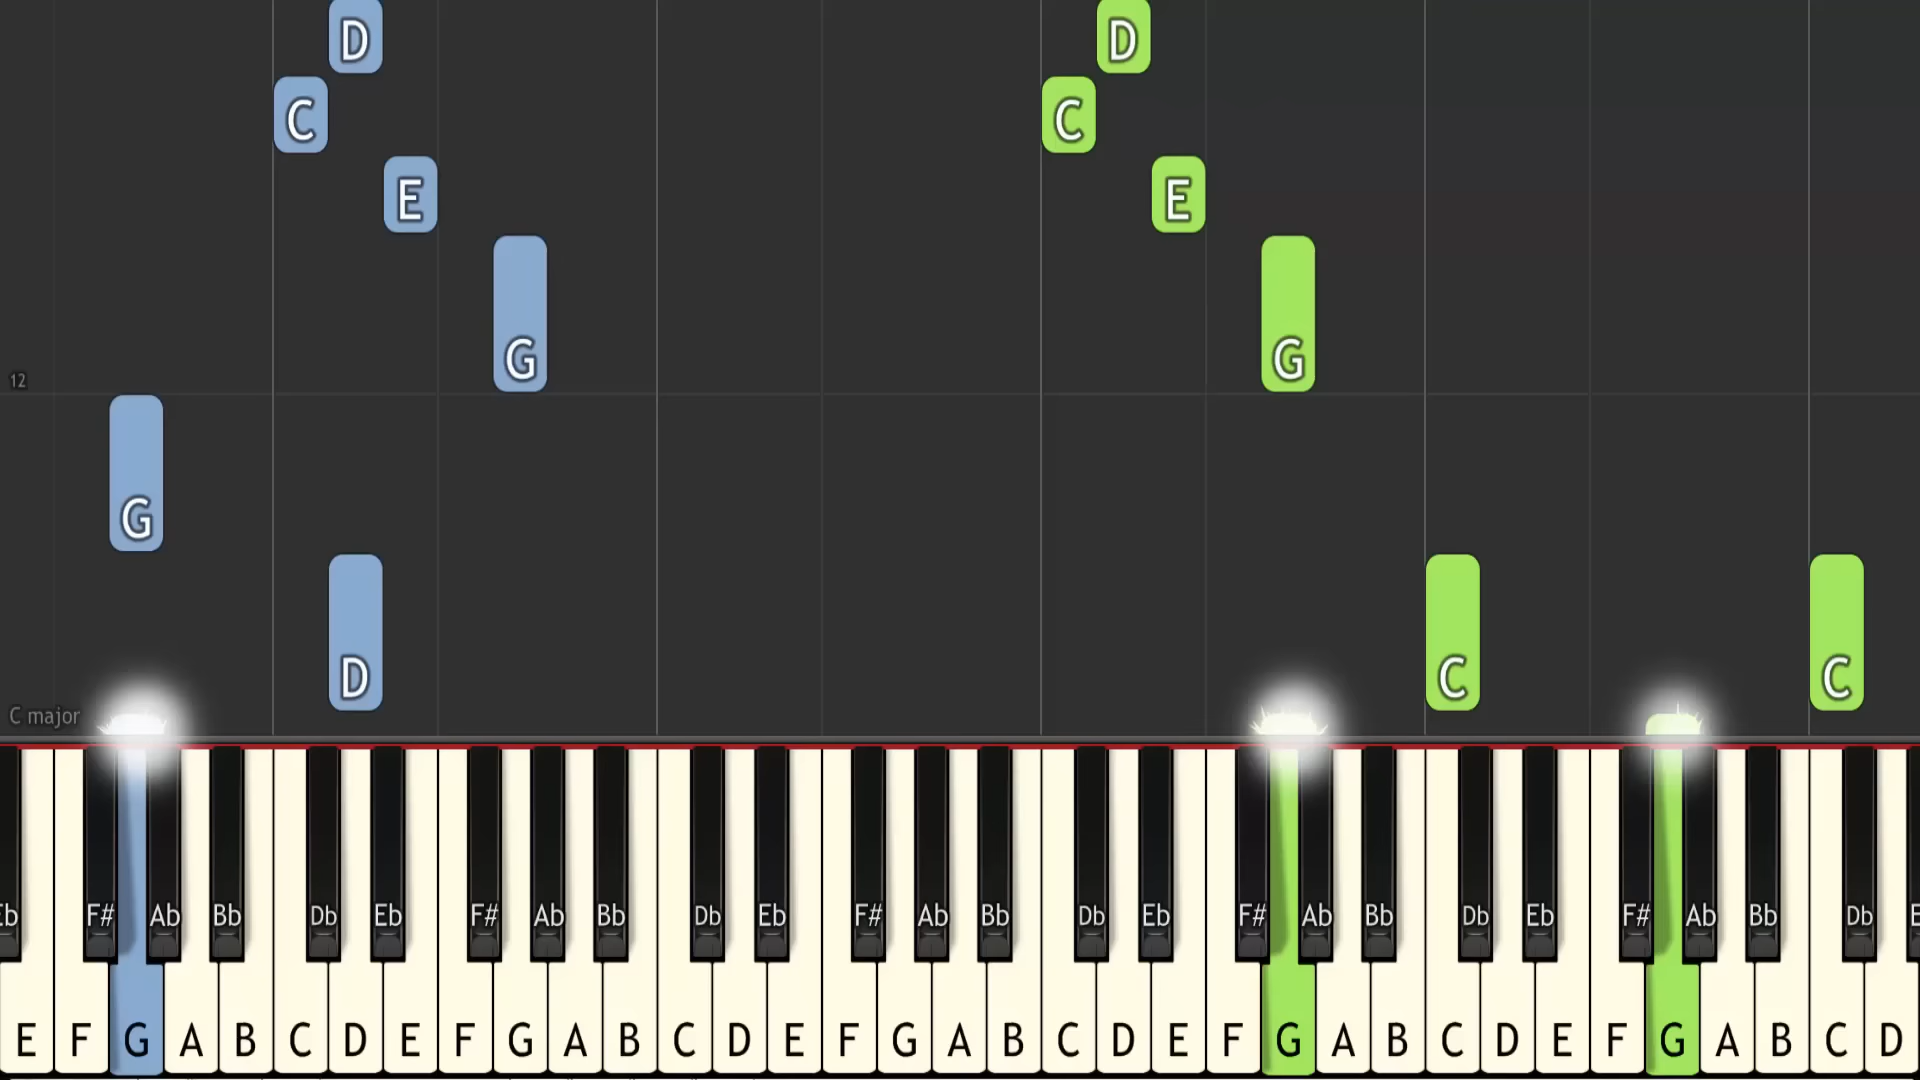 D D
C C
E E
G G
12
G
D C C
C major
Eb F# Ab Bb Db Eb F# Ab Bb Db Eb F# Ab Bb Db Eb F# Ab Bb Db Eb F# Ab Bb Db E
E F G A B C D E F G A B C D E F G A B C D E F G A B C D E F G A B C D